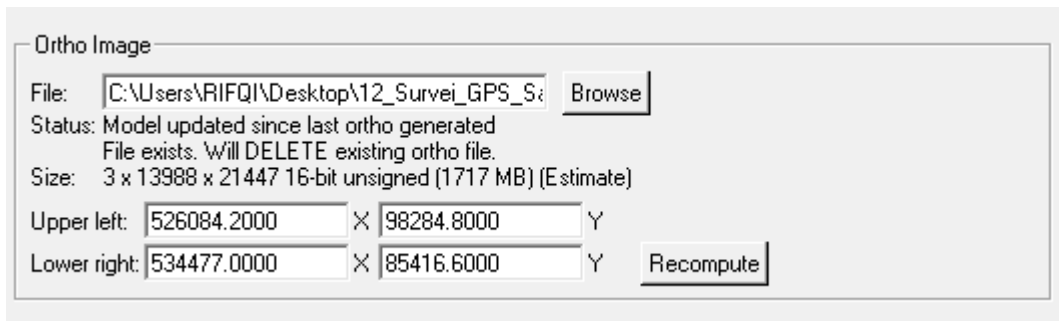 Ortho Image
File: C:\Users\RIFQI\Desktop\12_Survei_GPS_Sa Browse
Status: Model updated since last ortho generated
File exists. Will DELETE existing ortho file.
Size: 3 x 13988 x 21447 16-bit unsigned (1717 MB) (Estimate)
Upper left: 526084.2000 X 98284.8000 Y
Lower right: 534477.0000 X 85416.6000 Y Recompute